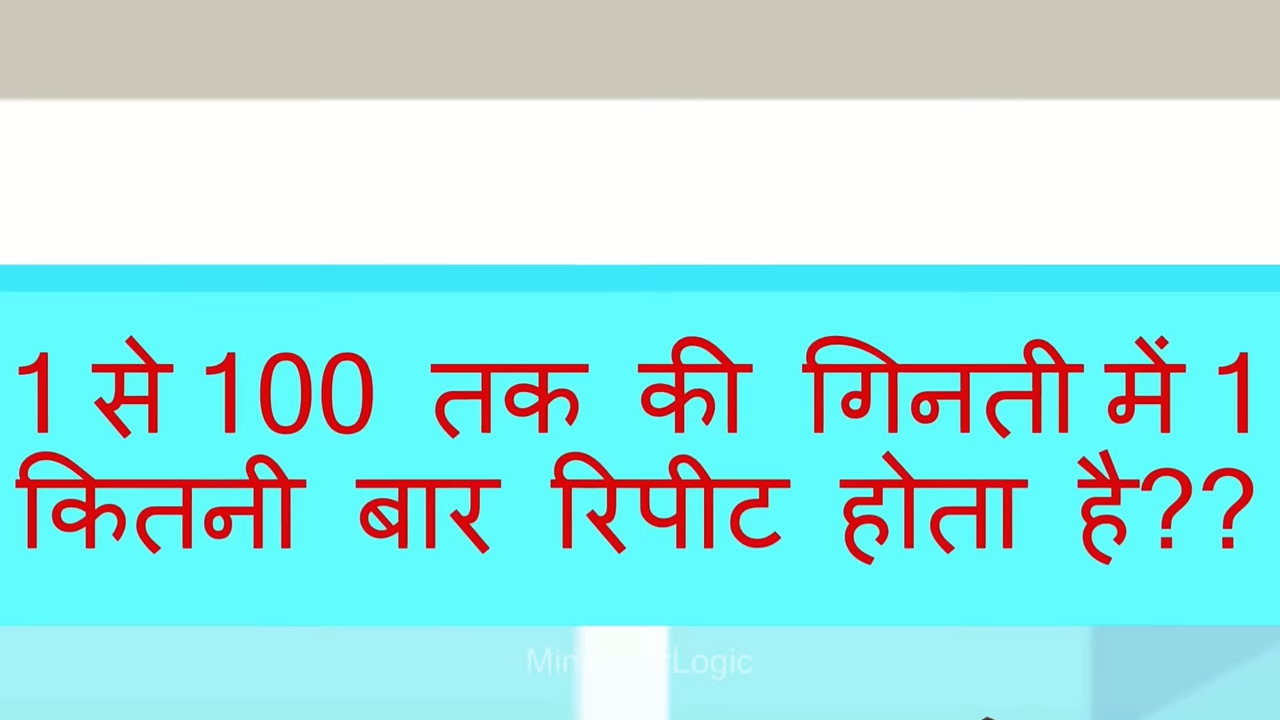 1 से 100 तक की गिनती में 1
कितनी बार रिपीट होता है??